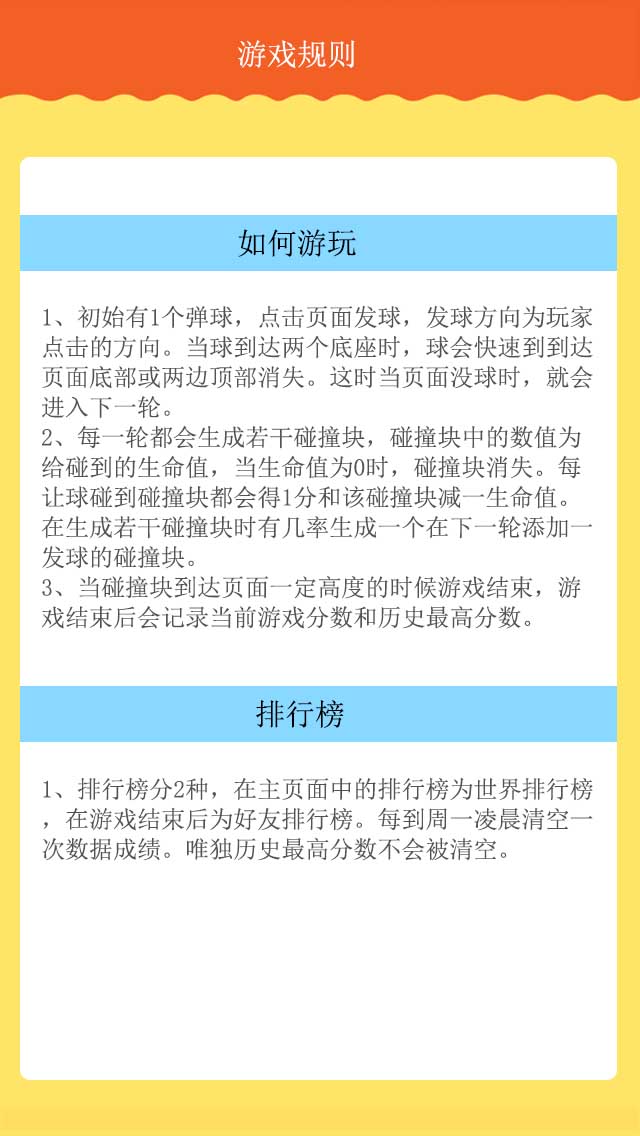 游戏规则
如何游玩
1、初始有1个弹球，点击页面发球，发球方向为玩家
点击的方向。当球到达两个底座时，球会快速到到达
页面底部或两边顶部消失。这时当页面没球时，就会
进入下一轮。
2、每一轮都会生成若干碰撞块，碰撞块中的数值为
给碰到的生命值，当生命值为0时，碰撞块消失。每
让球碰到碰撞块都会得1分和该碰撞块减一生命值。
在生成若干碰撞块时有几率生成一个在下一轮添加一
发球的碰撞块。
3、当碰撞块到达页面一定高度的时候游戏结束，游
戏结束后会记录当前游戏分数和历史最高分数。
排行榜
1、排行榜分2种，在主页面中的排行榜为世界排行榜
，在游戏结束后为好友排行榜。每到周一凌晨清空一
次数据成绩。唯独历史最高分数不会被清空。